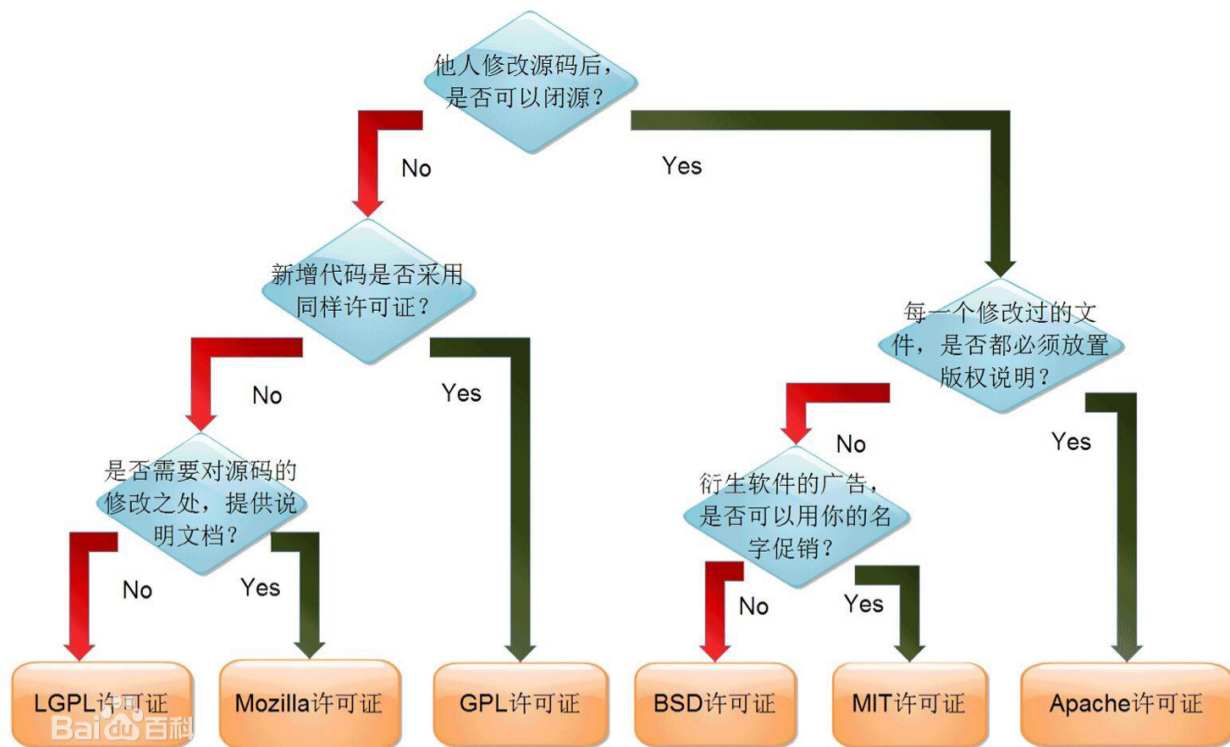 他人修改源码后，
是否可以闭源？
No
Yes
新增代码是否采用
同样许可证？
每一个修改过的文
件，是否都必须放置
版权说明？
No
Yes
No
Yes
是否需要对源码的
修改之处，提供说
明文档？
衍生软件的广告，
是否可以用你的名
字促销？
No
Yes
No
Yes
LGPL许可证
Mozilla许可证
GPL许可证
BSD许可证
MIT许可证
Apache许可证
Bai du 百科